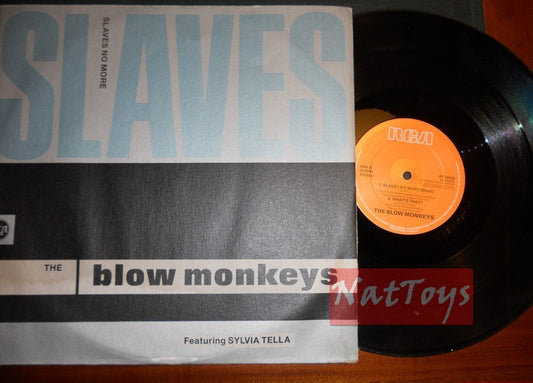 SLAVES
SLAVES NO MORE
THE
blow monkeys
Featuring SYLVIA TELLA
RCA
1. SLAVES NO MORE (Short)
2. WHAT'S THAT?
THE BLOW MONKEYS
NatToys